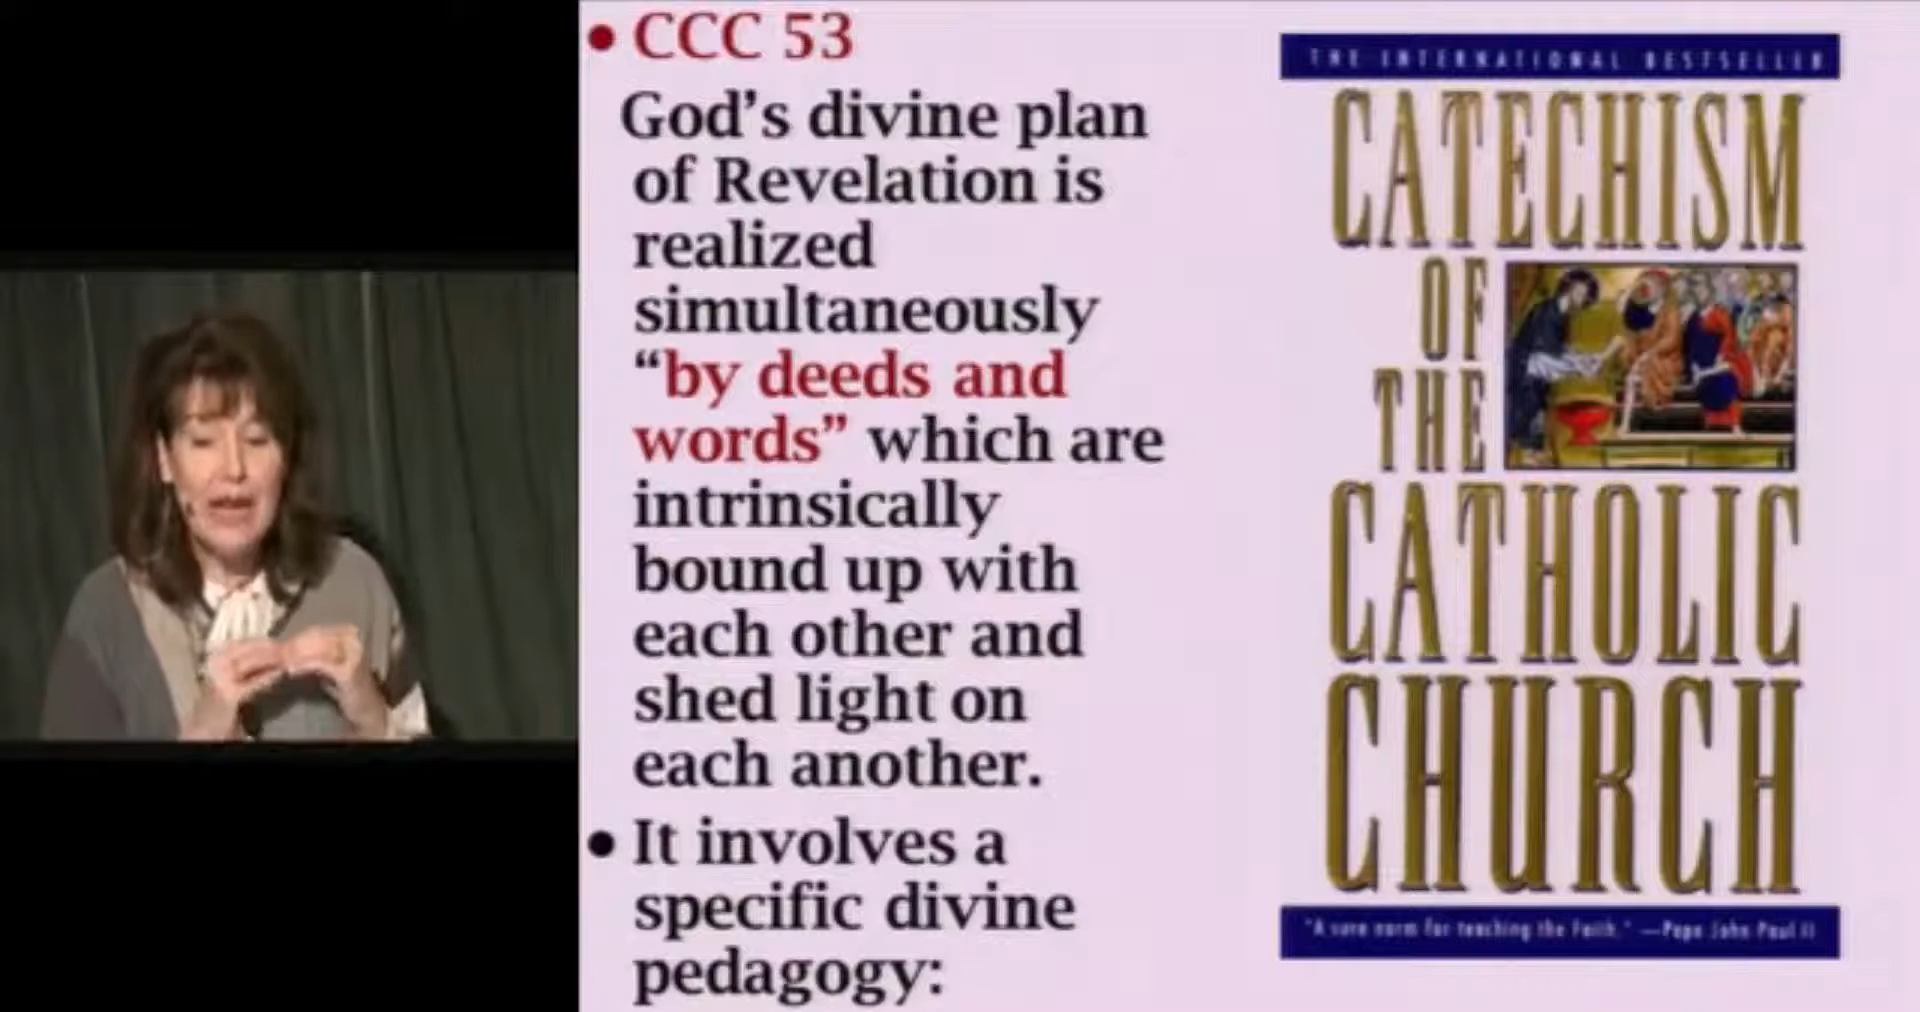 • CCC 53
God’s divine plan
of Revelation is
realized
simultaneously
“by deeds and
words” which are
intrinsically
bound up with
each other and
shed light on
each another.
• It involves a
specific divine
pedagogy:
THE INTERNATIONAL BESTSELLER
CATECHISM
OF
THE
CATHOLIC
CHURCH
"A sure norm for teaching the faith." —Pope John Paul II